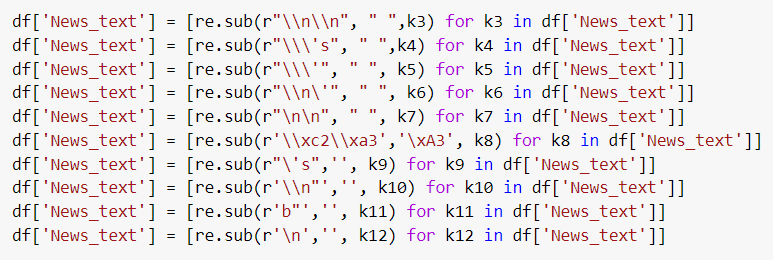 df['News_text'] = [re.sub(r"\\n\\n", " ",k3) for k3 in df['News_text']]
df['News_text'] = [re.sub(r"\\\'s", " ",k4) for k4 in df['News_text']]
df['News_text'] = [re.sub(r"\\\'", " ", k5) for k5 in df['News_text']]
df['News_text'] = [re.sub(r"\\n\'", " ", k6) for k6 in df['News_text']]
df['News_text'] = [re.sub(r"\n\n", " ", k7) for k7 in df['News_text']]
df['News_text'] = [re.sub(r'\\xc2\\xa3','\xA3', k8) for k8 in df['News_text']]
df['News_text'] = [re.sub(r"\'s",'', k9) for k9 in df['News_text']]
df['News_text'] = [re.sub(r'\\n"','', k10) for k10 in df['News_text']]
df['News_text'] = [re.sub(r'b"','', k11) for k11 in df['News_text']]
df['News_text'] = [re.sub(r'\n','', k12) for k12 in df['News_text']]